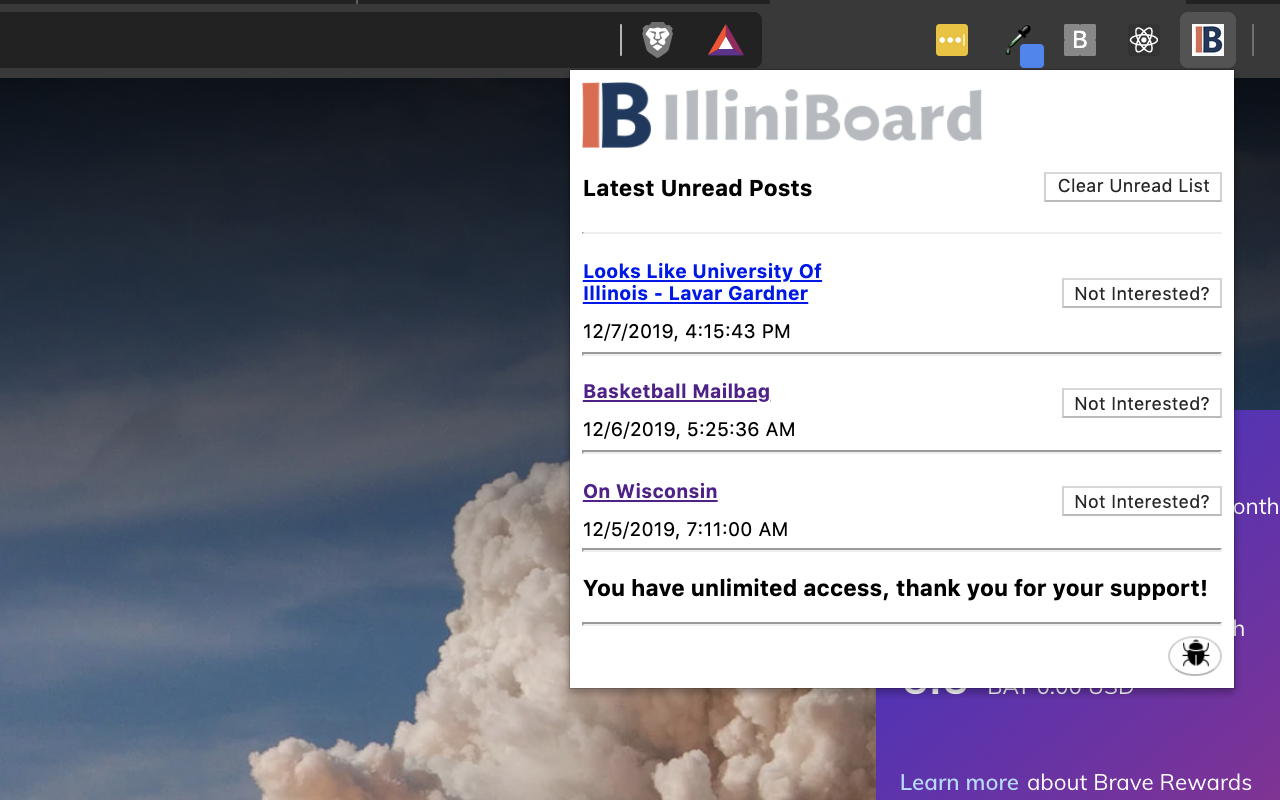 B
IB
IB IlliniBoard
Latest Unread Posts
Clear Unread List
Looks Like University Of
Illinois - Lavar Gardner
Not Interested?
12/7/2019, 4:15:43 PM
Basketball Mailbag
Not Interested?
12/6/2019, 5:25:36 AM
On Wisconsin
Not Interested?
12/5/2019, 7:11:00 AM
You have unlimited access, thank you for your support!
BAT 0.00 USD
Learn more about Brave Rewards